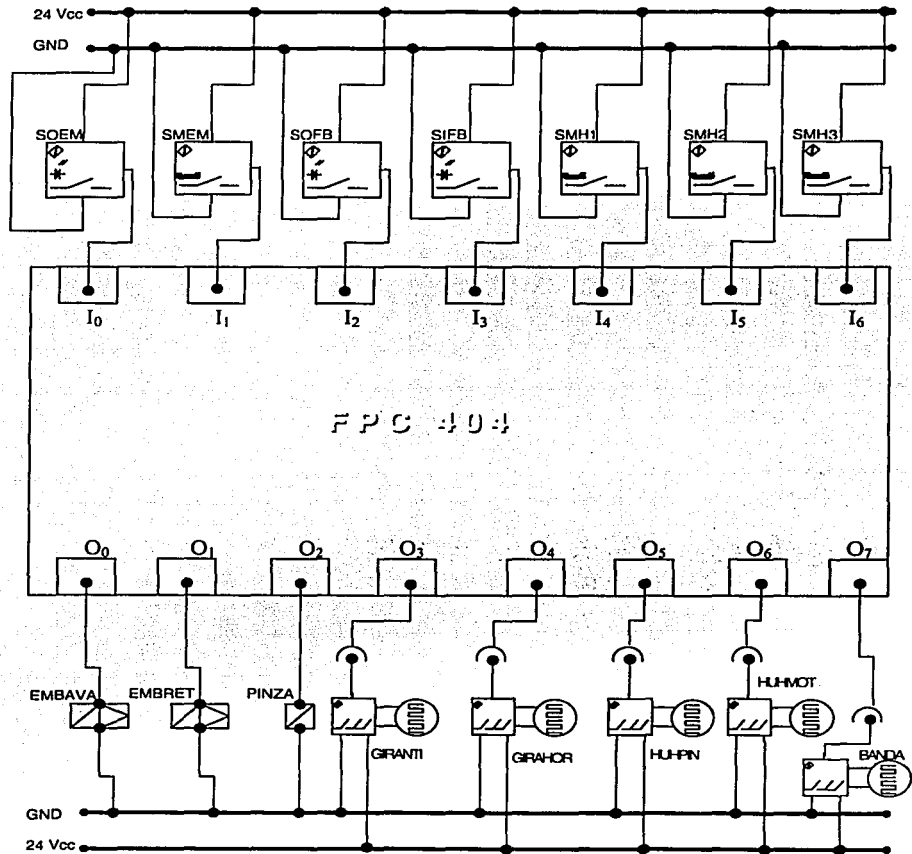 24 Vcc
GND
SOEM SMEM SOFB SIFB SMH1 SMH2 SMH3
I₀ I₁ I₂ I₃ I₄ I₅ I₆
FPC 404
O₀ O₁ O₂ O₃ O₄ O₅ O₆ O₇
EMBAVA EMBRET PINZA HUHMOT
GIRANTI GIRAHOR HUHPIN BANDA
GND
24 Vcc